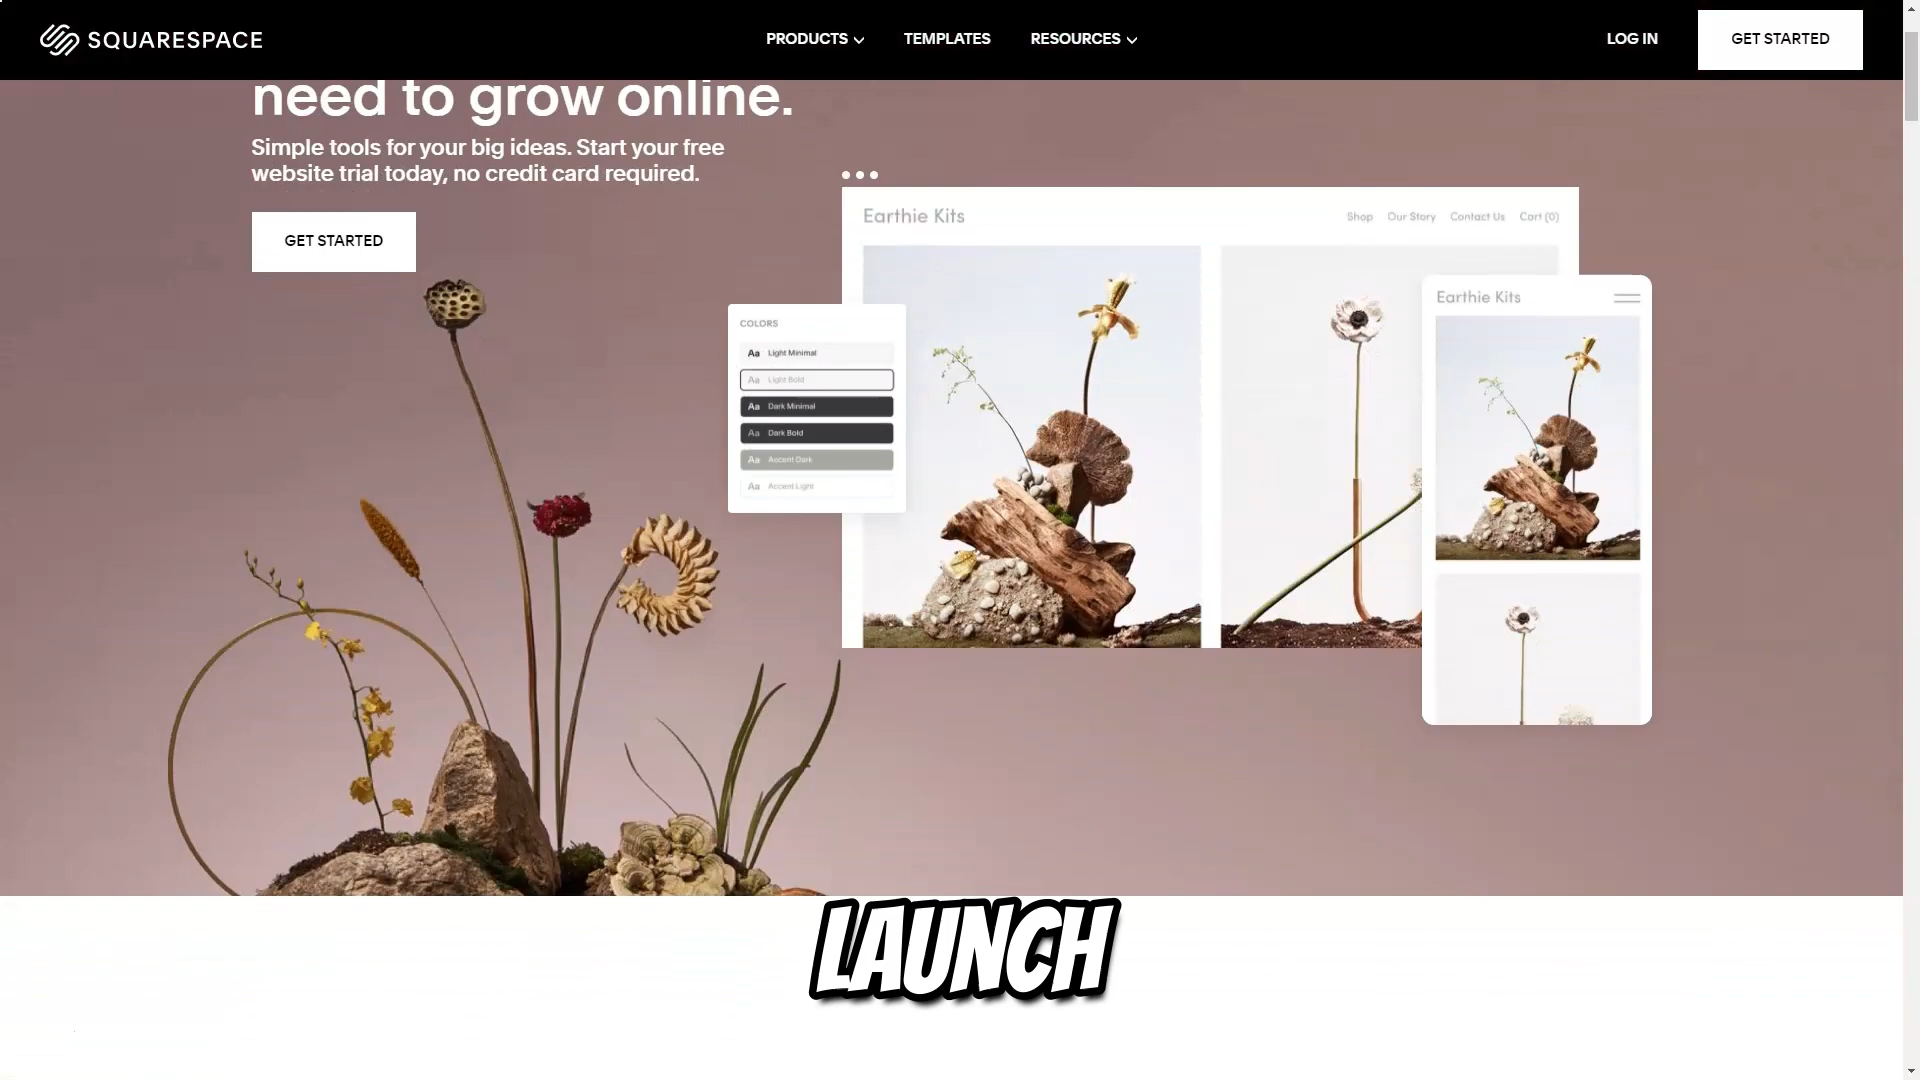 SQUARESPACE
PRODUCTS
TEMPLATES
RESOURCES
LOG IN
GET STARTED
need to grow online.
Simple tools for your big ideas. Start your free
website trial today, no credit card required.
GET STARTED
Earthie Kits
Shop
Our Story
Contact Us
Cart (0)
Earthie Kits
COLORS
Aa Light Minimal
Aa Light Bold
Aa Dark Minimal
Aa Dark Bold
Aa Accent Dark
Aa Accent Light
LAUNCH